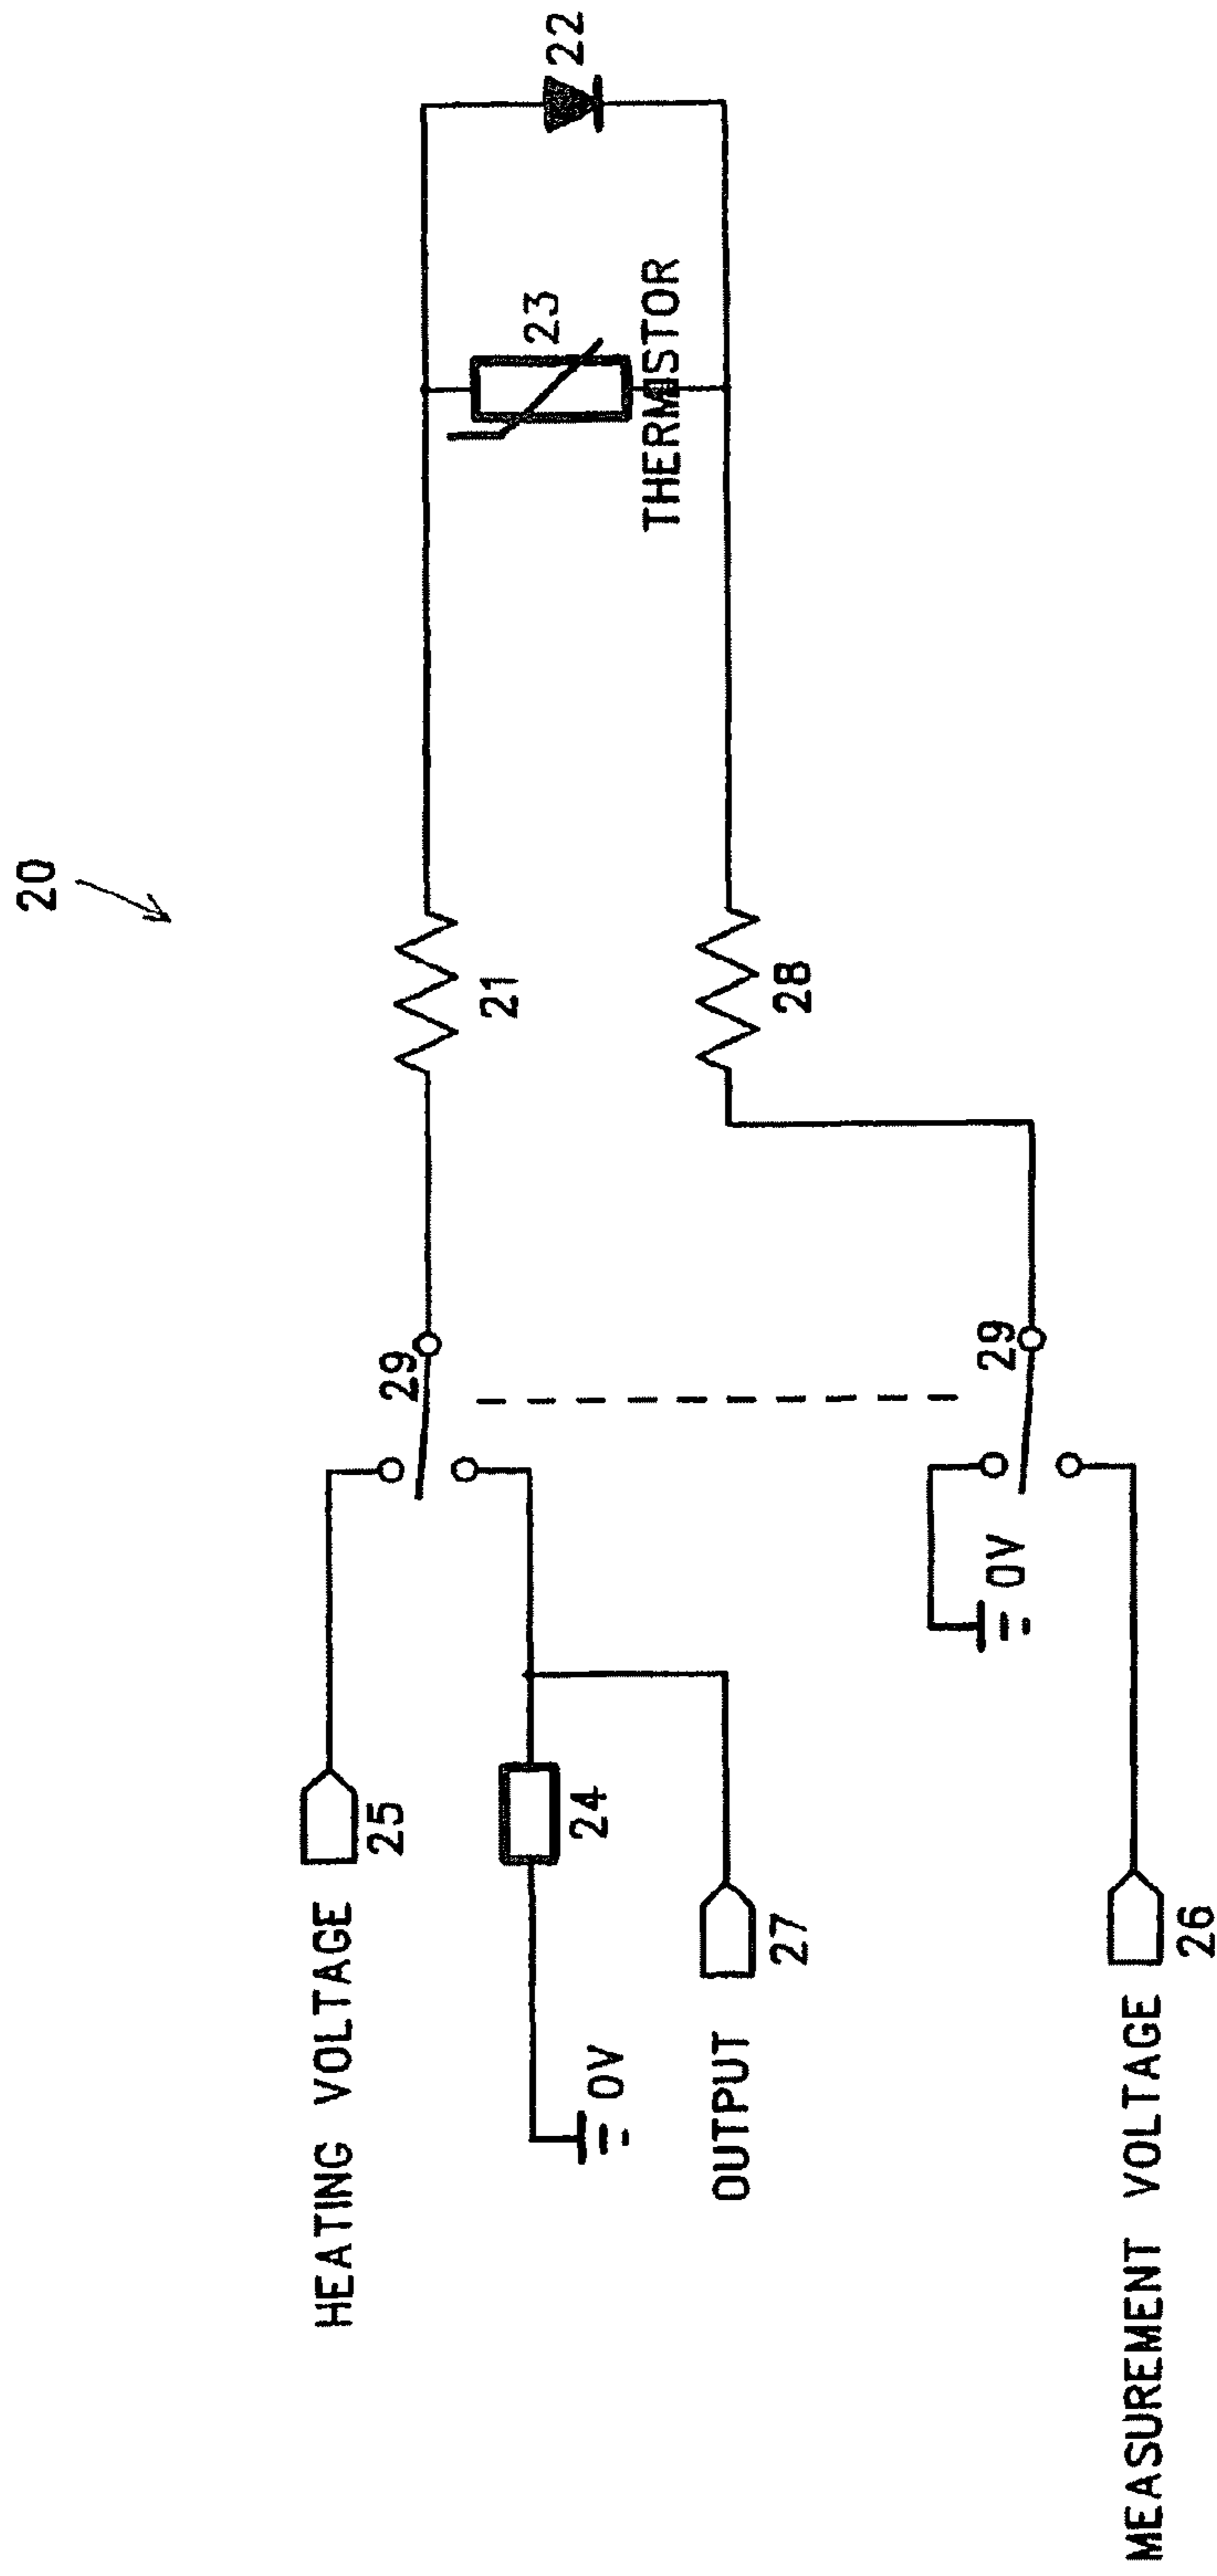 20
22
23
THERMISTOR
21
28
29
29
HEATING VOLTAGE
25
24
0V
0V
OUTPUT
27
MEASUREMENT VOLTAGE
26